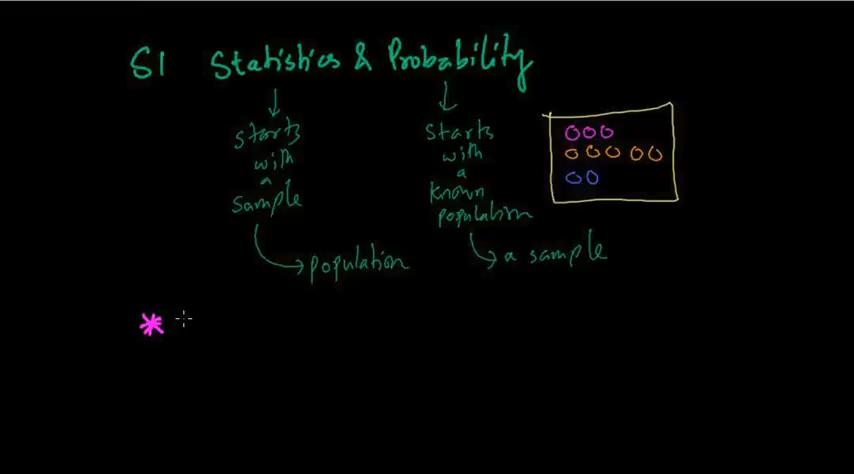 S1 Statistics & Probability
starts
with
a
sample
population
Starts
with
a
known
population
a sample